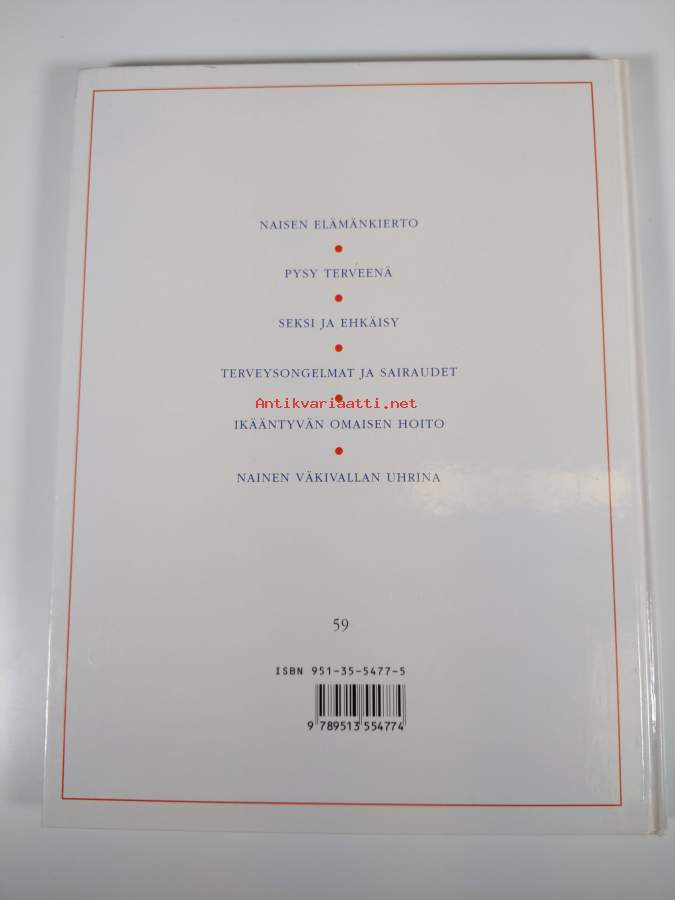 NAISEN ELÄMÄNKIERTO
PYSY TERVEENÄ
SEKSI JA EHKÄISY
TERVEYSONGELMAT JA SAIRAUDET
Antikvariaatti.net
IKÄÄNTYVÄN OMAISEN HOITO
NAINEN VÄKIVALLAN UHRINA
59
ISBN 951-35-5477-5
9 789513 554774